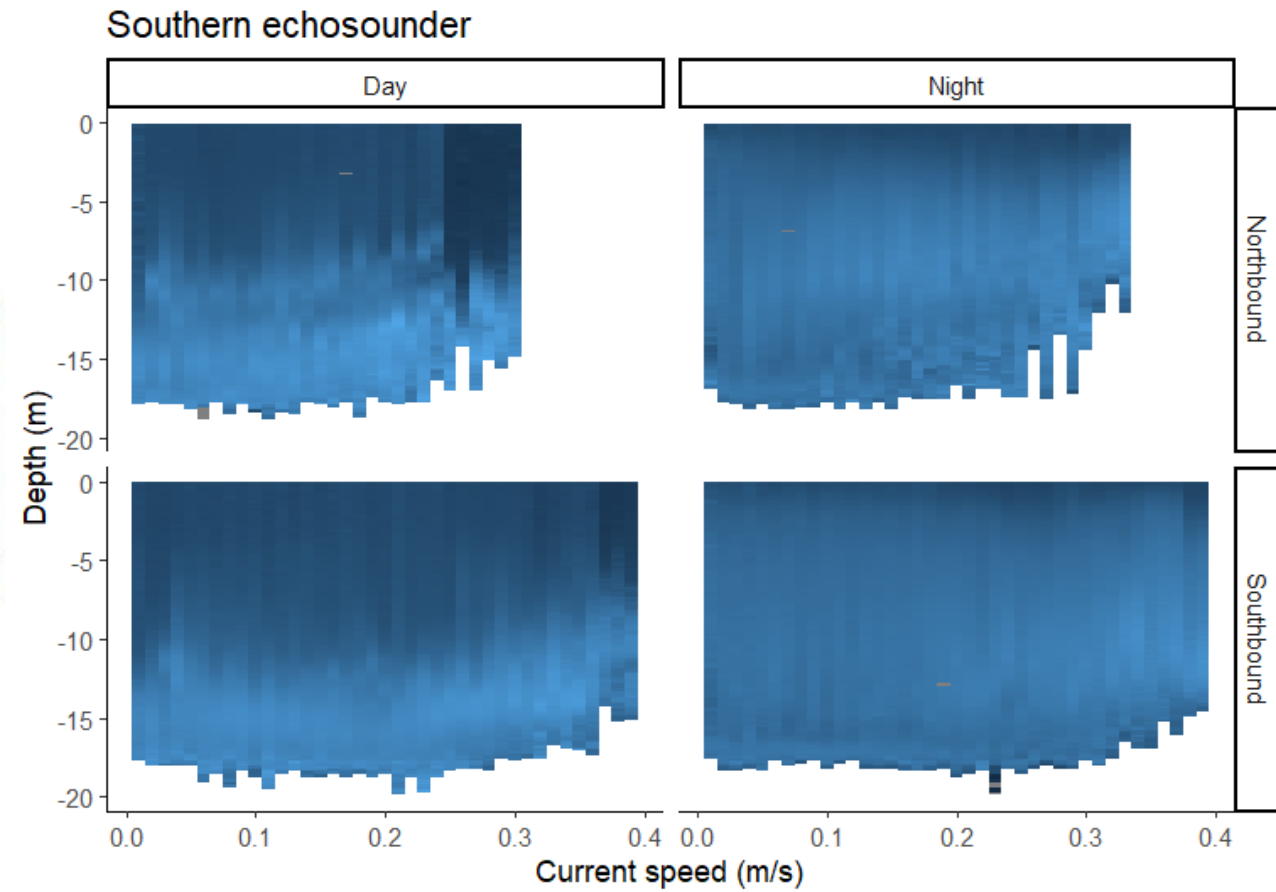 Southern echosounder
Day
Night
0
-5
-10
-15
-20
Northbound
0
-5
-10
-15
-20
Southbound
Depth (m)
0.0 0.1 0.2 0.3 0.4
0.0 0.1 0.2 0.3 0.4
Current speed (m/s)